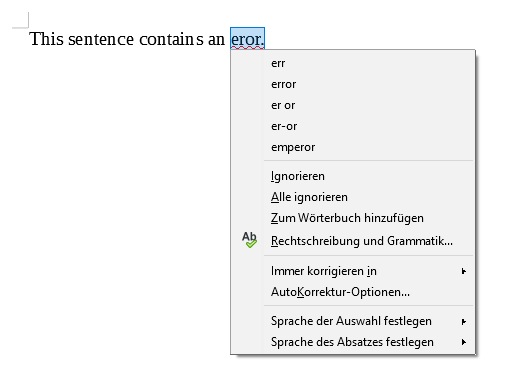 This sentence contains an eror.
err
error
er or
er-or
emperor
Ignorieren
Alle ignorieren
Zum Wörterbuch hinzufügen
Ab
Rechtschreibung und Grammatik...
Immer korrigieren in
AutoKorrektur-Optionen...
Sprache der Auswahl festlegen
Sprache des Absatzes festlegen